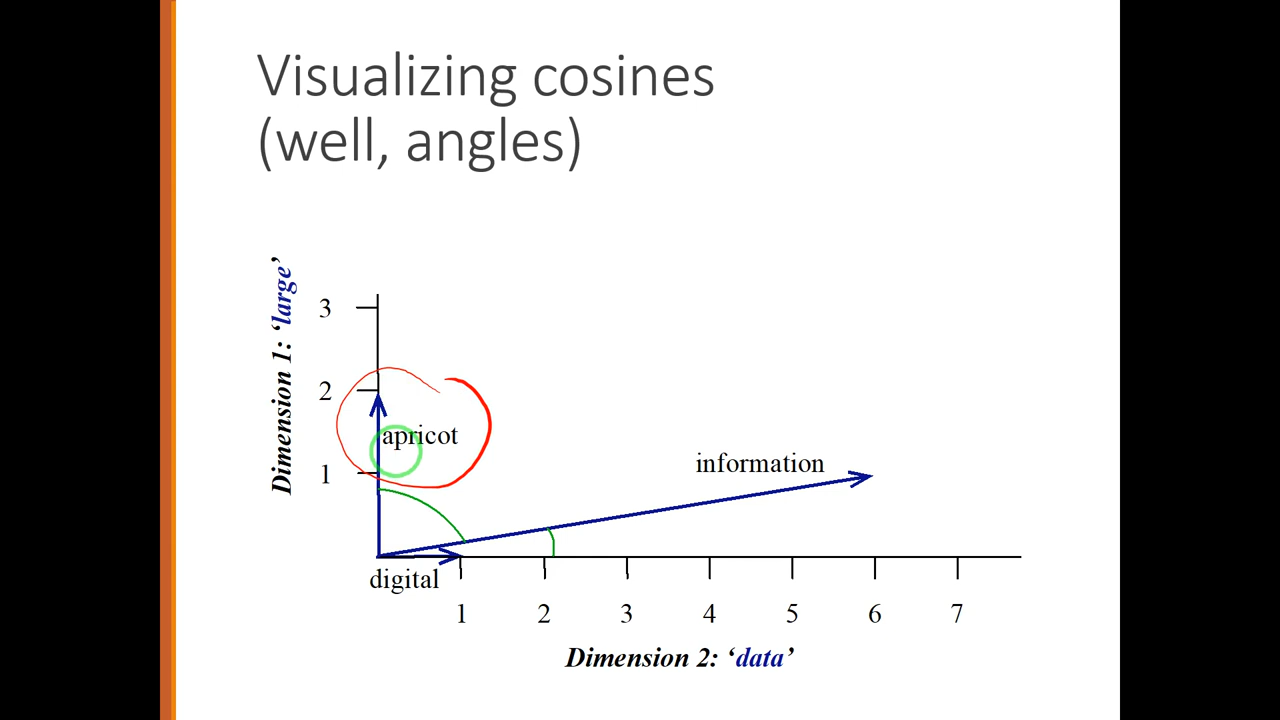 Visualizing cosines
(well, angles)
Dimension 1: ‘large’
3
2
1
apricot
information
digital
1 2 3 4 5 6 7
Dimension 2: ‘data’